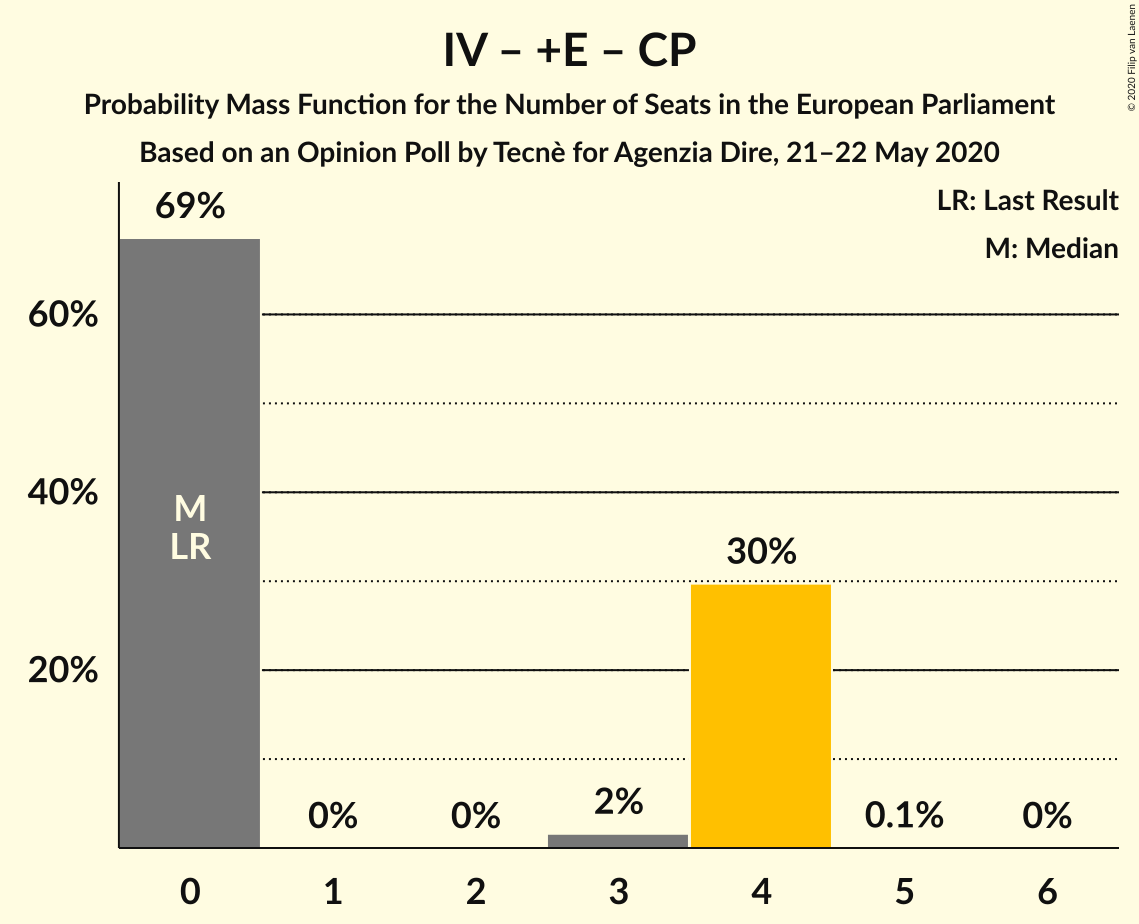 IV – +E – CP
Probability Mass Function for the Number of Seats in the European Parliament
Based on an Opinion Poll by Tecnè for Agenzia Dire, 21–22 May 2020
© 2020 Filip van Laenen
LR: Last Result
M: Median
69%
60%
40%
20%
M
LR
0%
0%
2%
30%
0.1%
0%
0
1
2
3
4
5
6